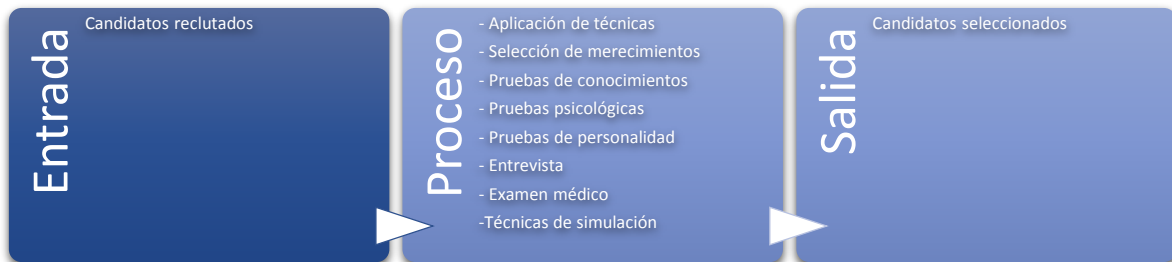 Entrada
Candidatos reclutados
Proceso
- Aplicación de técnicas
- Selección de merecimientos
- Pruebas de conocimientos
- Pruebas psicológicas
- Pruebas de personalidad
- Entrevista
- Examen médico
-Técnicas de simulación
Salida
Candidatos seleccionados